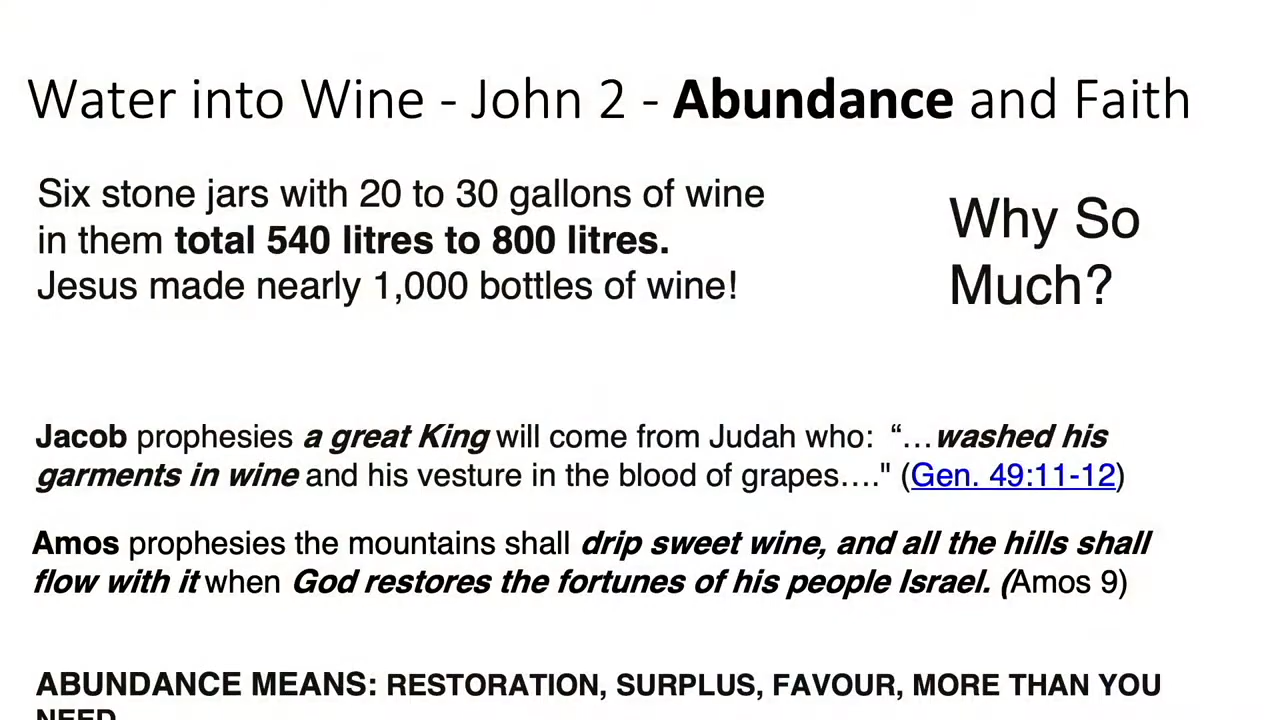 Water into Wine - John 2 - Abundance and Faith
Six stone jars with 20 to 30 gallons of wine
in them total 540 litres to 800 litres.
Jesus made nearly 1,000 bottles of wine!
Why So
Much?
Jacob prophesies a great King will come from Judah who: “…washed his
garments in wine and his vesture in the blood of grapes…." (Gen. 49:11-12)
Amos prophesies the mountains shall drip sweet wine, and all the hills shall
flow with it when God restores the fortunes of his people Israel. (Amos 9)
ABUNDANCE MEANS: RESTORATION, SURPLUS, FAVOUR, MORE THAN YOU
NEED